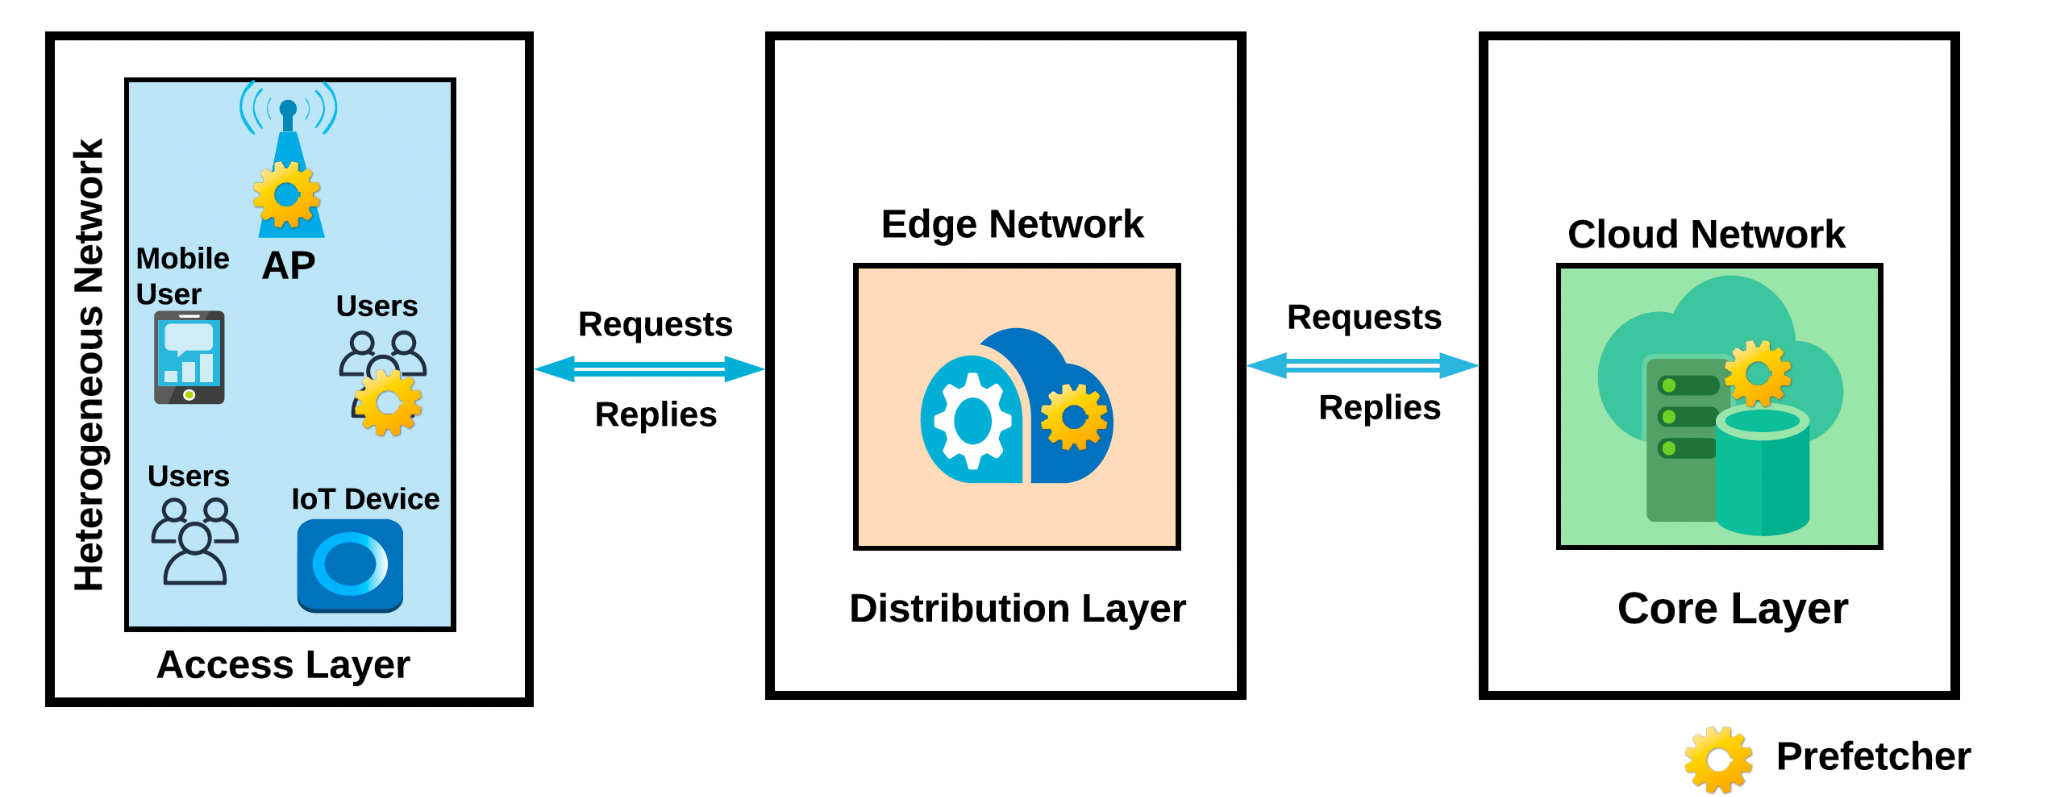 Heterogeneous Network
AP
Mobile
User
Users
Users
IoT Device
Access Layer
Requests
Replies
Edge Network
Distribution Layer
Requests
Replies
Cloud Network
Core Layer
Prefetcher